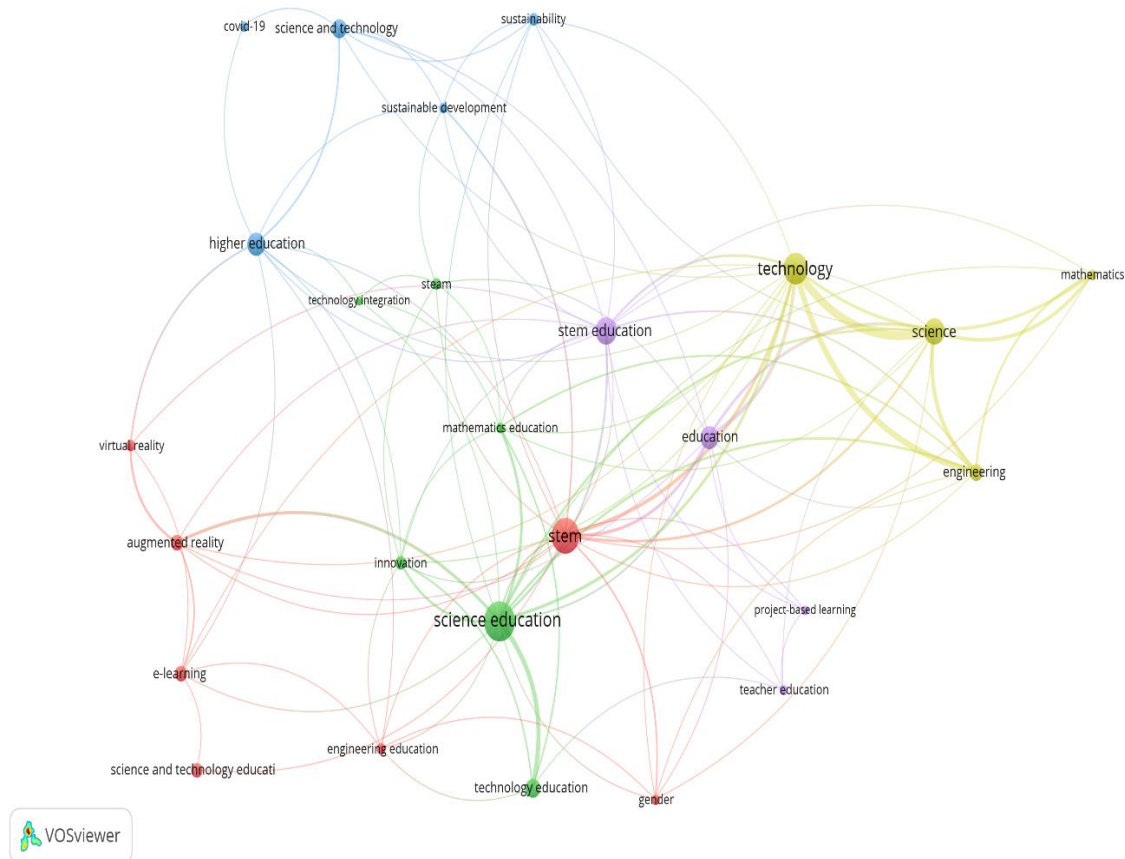 covid-19
science and technology
sustainability
sustainable development
higher education
technology
mathematics
steam
technology integration
stem education
science
mathematics education
education
virtual reality
engineering
augmented reality
stem
innovation
project-based learning
science education
e-learning
teacher education
engineering education
science and technology educati
technology education
gender
VOSviewer